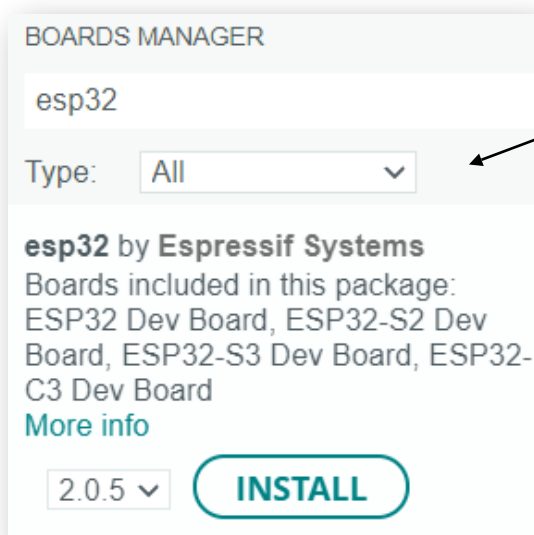 BOARDS MANAGER
esp32
Type: All
esp32 by Espressif Systems
Boards included in this package:
ESP32 Dev Board, ESP32-S2 Dev
Board, ESP32-S3 Dev Board, ESP32-
C3 Dev Board
More info
2.0.5 INSTALL